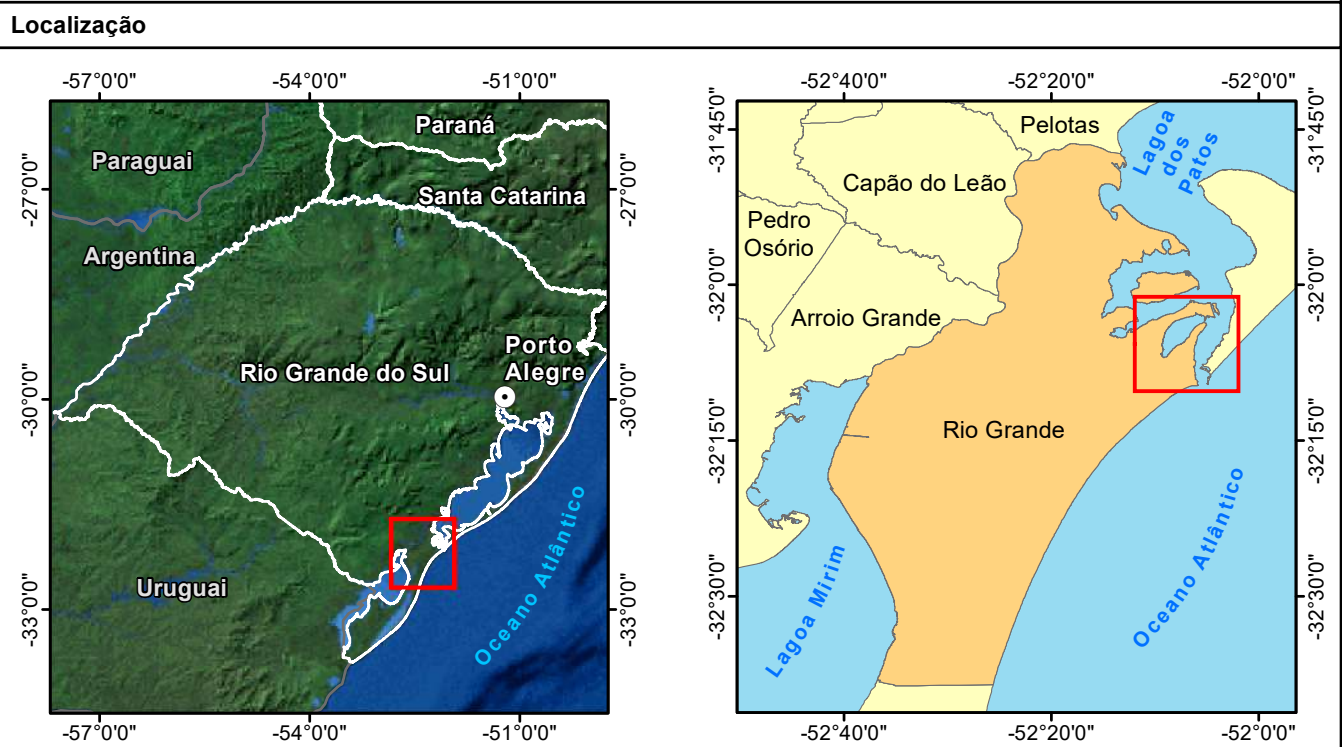 Localização
-57°0'0"
-54°0'0"
-51°0'0"
-27°0'0"
-30°0'0"
-33°0'0"
Paraná
Paraguai
Santa Catarina
Argentina
Porto
Alegre
Rio Grande do Sul
Uruguai
Oceano Atlântico
-27°0'0"
-30°0'0"
-33°0'0"
-57°0'0"
-54°0'0"
-51°0'0"
-52°40'0"
-52°20'0"
-52°0'0"
-31°45'0"
-32°0'0"
-32°15'0"
-32°30'0"
Pelotas
Lagoa
dos
Patos
Capão do Leão
Pedro
Osório
Arroio Grande
Rio Grande
Lagoa Mirim
Oceano Atlântico
-31°45'0"
-32°0'0"
-32°15'0"
-32°30'0"
-52°40'0"
-52°20'0"
-52°0'0"